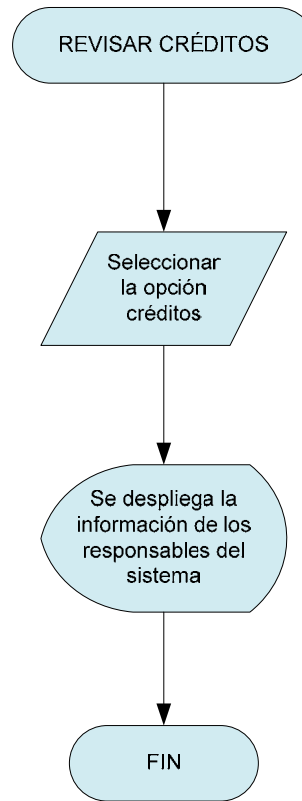 REVISAR CRÉDITOS
Seleccionar
la opción
créditos
Se despliega la
información de los
responsables del
sistema
FIN